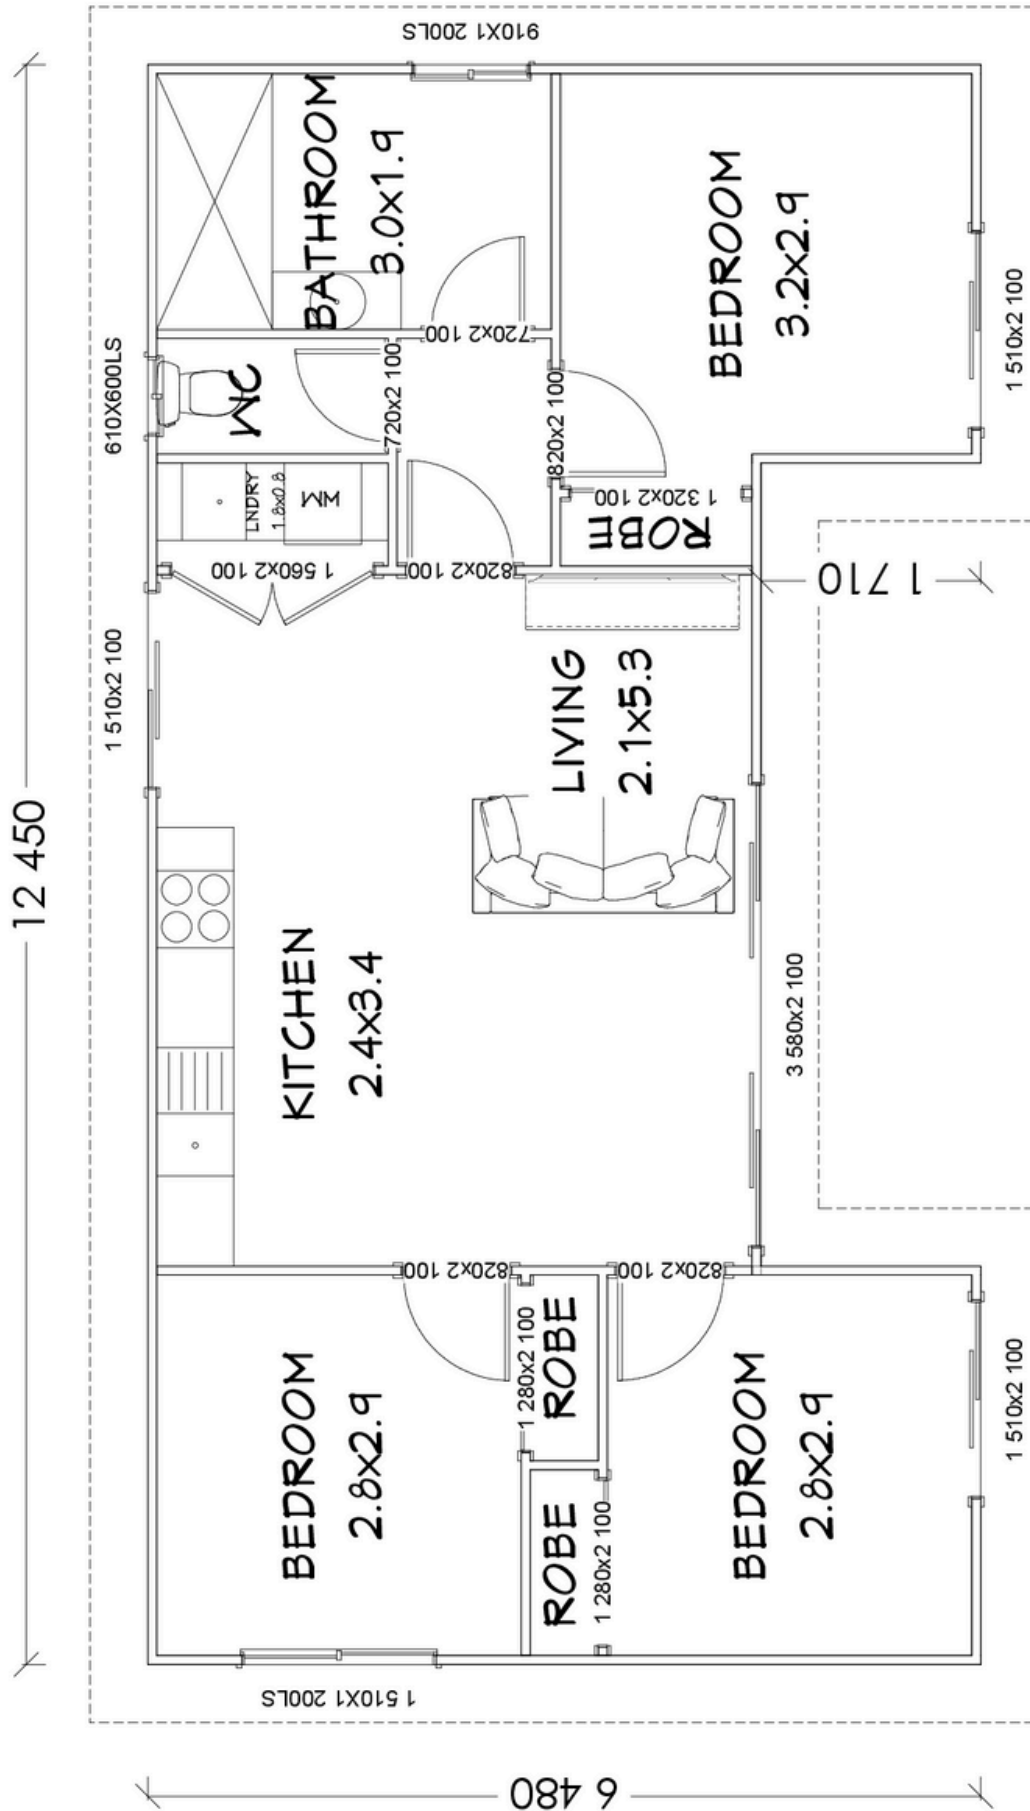 12 450
610X600LS
1 510x2 100
910X1 200LS
BATHROOM
3.0x1.9
720x2 100
WC
720x2 100
LNDRY
1.8x0.8
WM
1 560x2 100
820x2 100
820x2 100
BEDROOM
3.2x2.9
1 320x2 100
ROBE
1 510x2 100
1 710
KITCHEN
2.4x3.4
LIVING
2.1x5.3
3 580x2 100
820x2 100
820x2 100
BEDROOM
2.8x2.9
1 280x2 100
ROBE
ROBE
1 280x2 100
BEDROOM
2.8x2.9
1 510x2 100
1 510X1 200LS
6 480